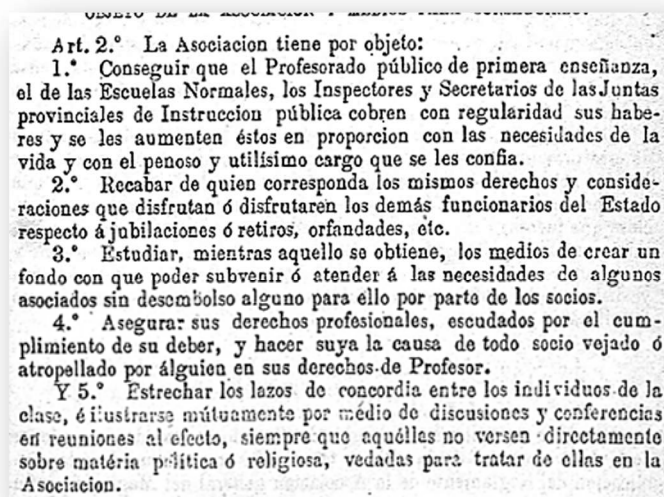 OBJETO DE LA ASOCIACION Y MEDIOS PARA CONSEGUIRLO.
Art. 2.º La Asociacion tiene por objeto:
1.º Conseguir que el Profesorado público de primera enseñanza,
el de las Escuelas Normales, los Inspectores y Secretarios de las Juntas
provinciales de Instruccion pública cobren con regularidad sus habe-
res y se les aumenten éstos en proporcion con las necesidades de la
vida y con el penoso y utilísimo cargo que se les confia.
2.º Recabar de quien corresponda los mismos derechos y conside-
raciones que disfrutan ó disfrutaren los demás funcionarios del Estado
respecto á jubilaciones ó retiros, orfandades, etc.
3.º Estudiar, mientras aquello se obtiene, los medios de crear un
fondo con que poder subvenir ó atender á las necesidades de algunos
asociados sin desembolso alguno para ello por parte de los socios.
4.º Asegurar sus derechos profesionales, escudados por el cum-
plimiento de su deber, y hacer suya la causa de todo socio vejado ó
atropellado por álguien en sus derechos de Profesor.
Y 5.º Estrechar los lazos de concordia entre los individuos de la
clase, é ilustrarse mútuamente por médio de discusiones y conferencias
en reuniones al efecto, siempre que aquéllas no versen directamente
sobre matéria política ó religiosa, vedadas para tratar de ellas en la
Asociacion.